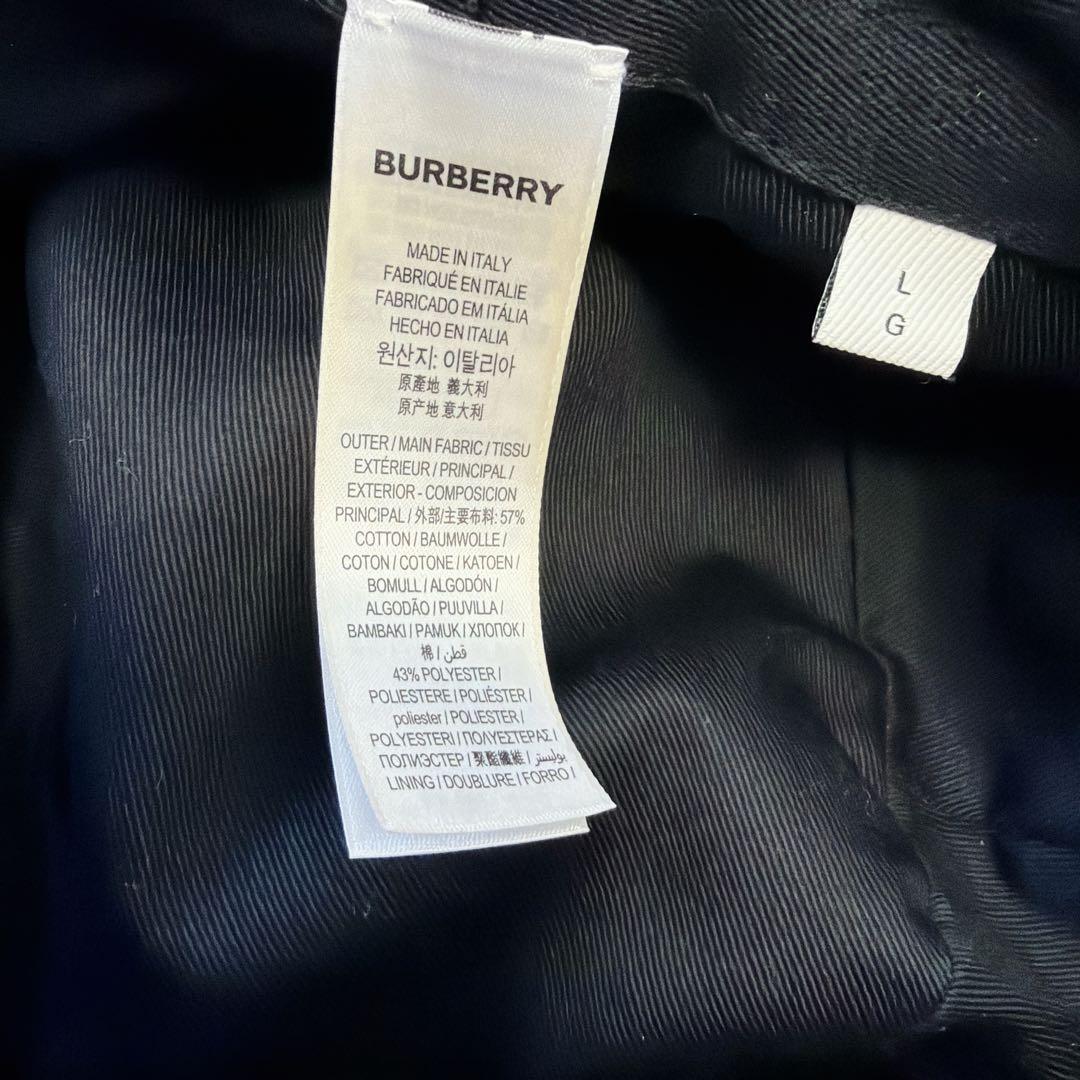 BURBERRY
MADE IN ITALY
FABRIQUÉ EN ITALIE
FABRICADO EM ITÁLIA
HECHO EN ITALIA
원산지: 이탈리아
原產地 義大利
原产地 意大利
OUTER / MAIN FABRIC / TISSU
EXTÉRIEUR / PRINCIPAL /
EXTERIOR - COMPOSICION
PRINCIPAL / 外部/主要布料: 57%
COTTON / BAUMWOLLE /
COTON / COTONE / KATOEN /
BOMULL / ALGODÓN /
ALGODÃO / PUUVILLA /
BAMBAKI / PAMUK / ХЛОПОК /
棉 / قطن
43% POLYESTER /
POLIESTERE / POLIÉSTER /
poliester / POLIESTER /
POLYESTERI / ΠΟΛΥΕΣΤΕΡΑΣ /
ПОЛИЭСТЕР / 聚酯纖維 / بوليستر
LINING / DOUBLURE / FORRO /
L
G